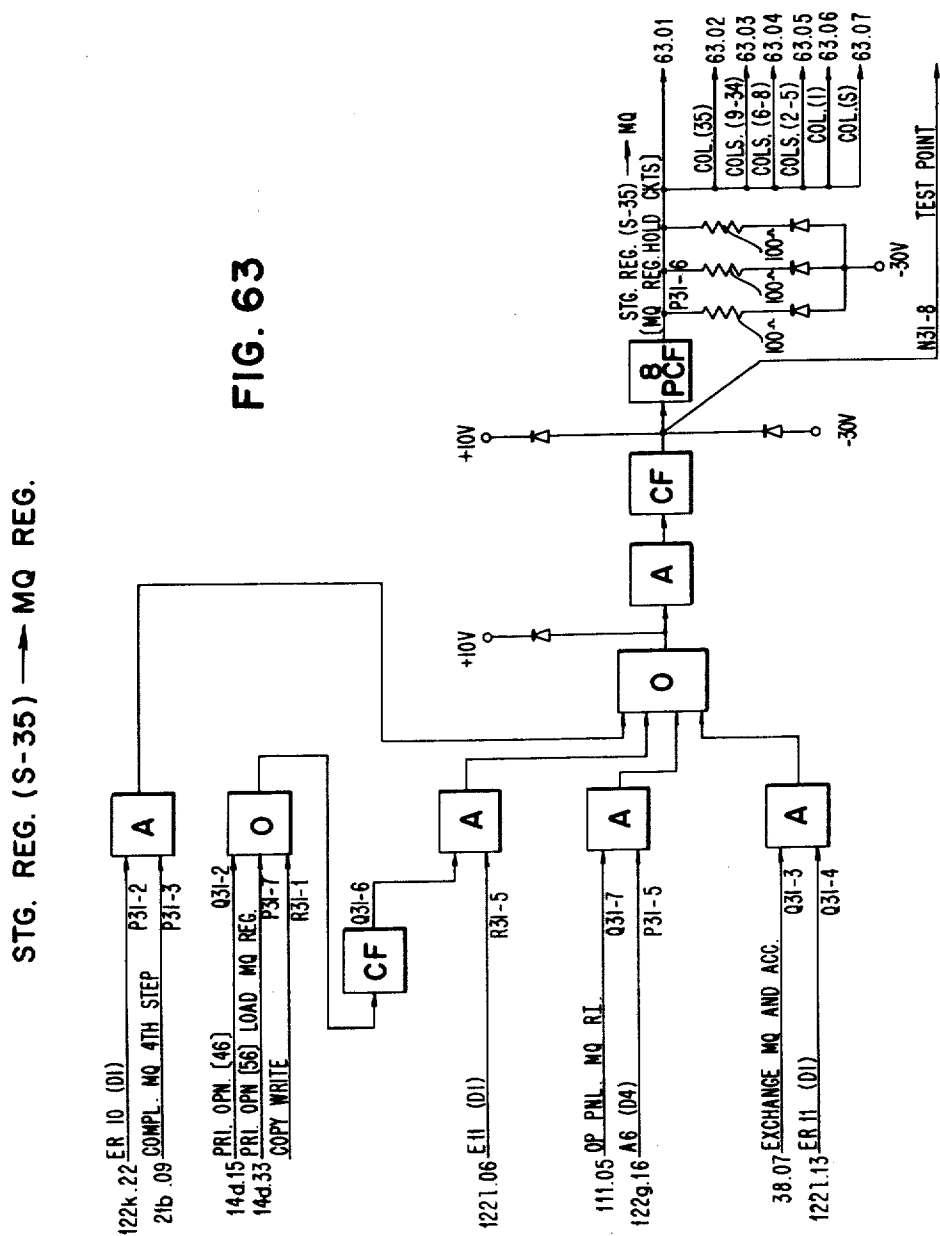 STG. REG. (S-35) → MQ REG.
FIG. 63
122k.22 ER 10 (D1) P31-2
21b.09 COMPL. MQ 4TH STEP P31-3
A
14d.15 PRI. OPN. [46] Q31-2
14d.33 PRI. OPN [56] LOAD MQ REG. P31-7
COPY WRITE R31-1
O
CF
Q31-6
122l.06 E11 (D1) R31-5
A
111.05 OP PNL. MQ RI. Q31-7
122g.16 A6 (D4) P31-5
A
38.07 EXCHANGE MQ AND ACC. Q31-3
122l.13 ER 11 (D1) Q31-4
A
O
+10V
A
CF
+10V
-30V
8
PCF
STG. REG. (S-35) → MQ
(MQ REG. HOLD CKTS)
P31-6
100~
100~
100~
-30V
63.01
COL.(35) 63.02
COLS. (9-34) 63.03
COLS. (6-8) 63.04
COLS. (2-5) 63.05
COL. (1) 63.06
COL.(S) 63.07
N31-8 TEST POINT